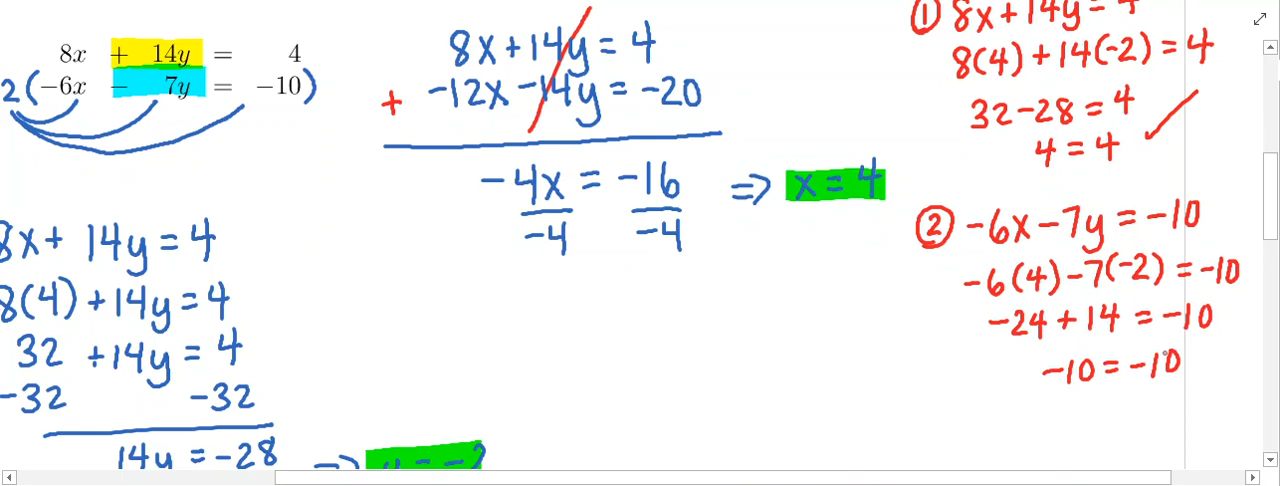 8x + 14y = 4
2(-6x - 7y = -10)
8x + 14y = 4
8(4) + 14y = 4
32 + 14y = 4
-32 -32
14y = -28
⇒ y = -2
8x + 14y = 4
+ -12x - 14y = -20
-4x = -16 ⇒ x = 4
-4 -4
① 8x + 14y = 4
8(4) + 14(-2) = 4
32 - 28 = 4
4 = 4 ✓
② -6x - 7y = -10
-6(4) - 7(-2) = -10
-24 + 14 = -10
-10 = -10